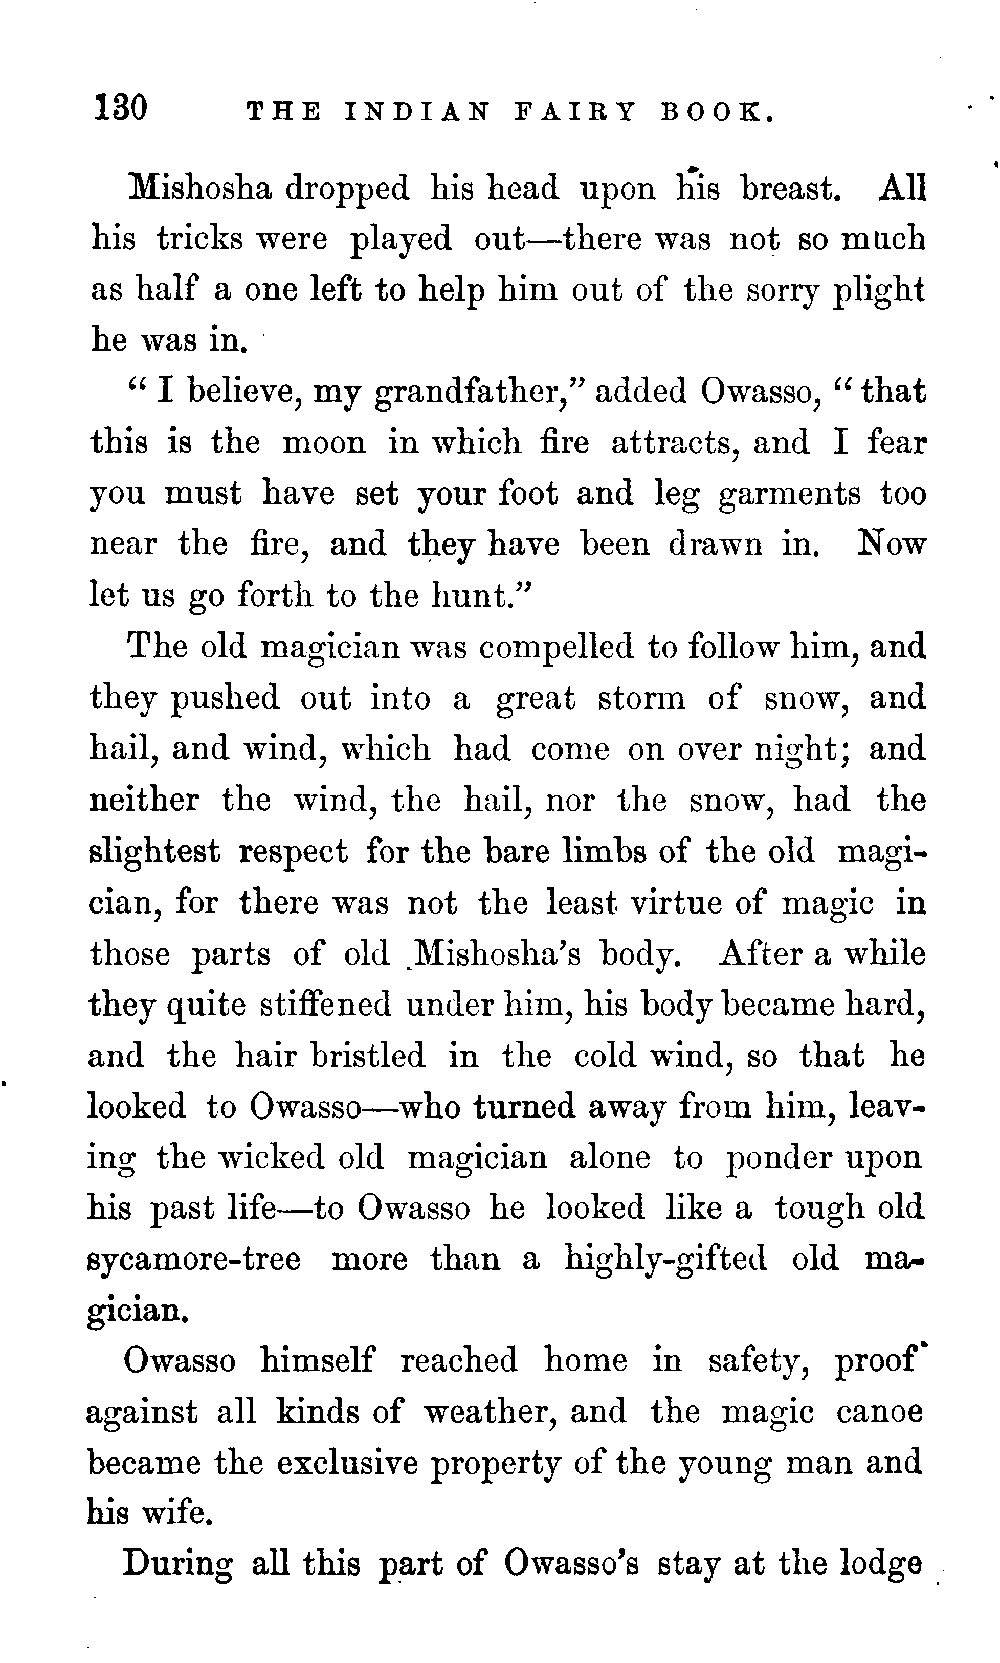 130 THE INDIAN FAIRY BOOK.
Mishosha dropped his head upon his breast. All
his tricks were played out—there was not so much
as half a one left to help him out of the sorry plight
he was in.
“ I believe, my grandfather,” added Owasso, “ that
this is the moon in which fire attracts, and I fear
you must have set your foot and leg garments too
near the fire, and they have been drawn in. Now
let us go forth to the hunt.”
The old magician was compelled to follow him, and
they pushed out into a great storm of snow, and
hail, and wind, which had come on over night; and
neither the wind, the hail, nor the snow, had the
slightest respect for the bare limbs of the old magi-
cian, for there was not the least virtue of magic in
those parts of old Mishosha’s body. After a while
they quite stiffened under him, his body became hard,
and the hair bristled in the cold wind, so that he
looked to Owasso—who turned away from him, leav-
ing the wicked old magician alone to ponder upon
his past life—to Owasso he looked like a tough old
sycamore-tree more than a highly-gifted old ma-
gician.
Owasso himself reached home in safety, proof
against all kinds of weather, and the magic canoe
became the exclusive property of the young man and
his wife.
During all this part of Owasso’s stay at the lodge